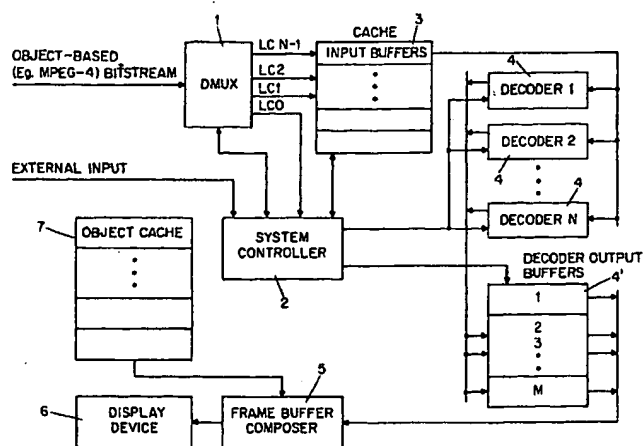 1
3
OBJECT-BASED
(Eg. MPEG-4) BITSTREAM
DMUX
LC N-1
LC2
LC1
LC0
CACHE
INPUT BUFFERS
4
DECODER 1
DECODER 2
4
4
DECODER N
EXTERNAL INPUT
7
OBJECT CACHE
SYSTEM
CONTROLLER
2
DECODER OUTPUT
BUFFERS
4'
1
2
3
M
5
6
DISPLAY
DEVICE
FRAME BUFFER
COMPOSER